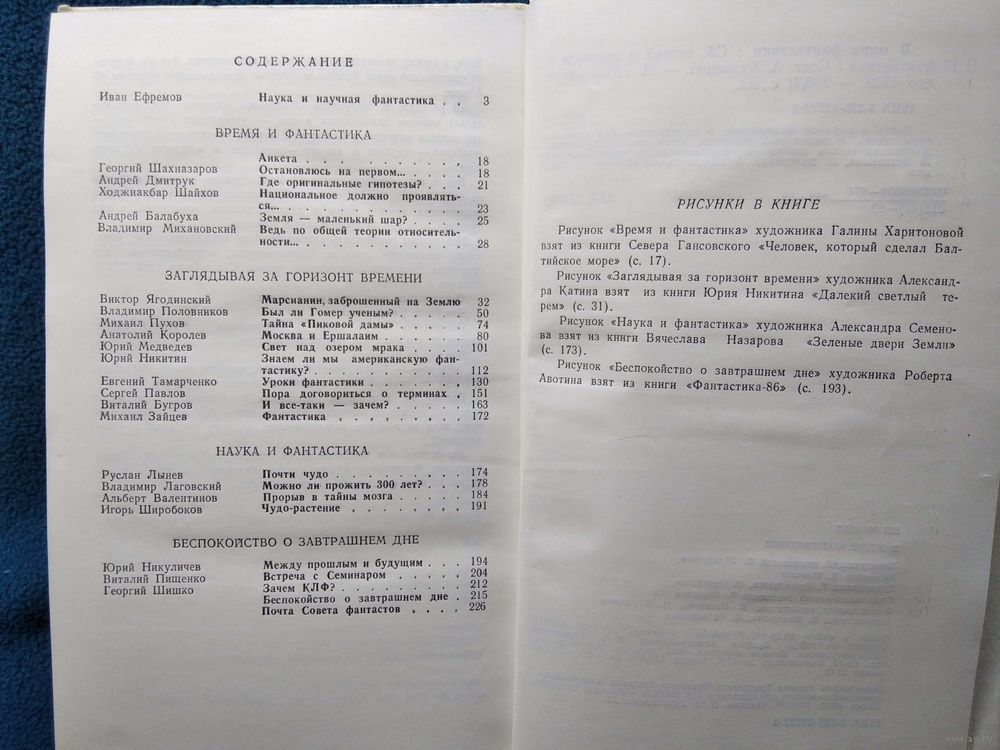 СОДЕРЖАНИЕ
Иван Ефремов Наука и научная фантастика . . 3
ВРЕМЯ И ФАНТАСТИКА
Анкета . . . . . . . . . . 18
Георгий Шахназаров Остановлюсь на первом... . . . 18
Андрей Дмитрук Где оригинальные гипотезы? . . . 21
Ходжиакбар Шайхов Национальное должно проявлять-
ся... . . . . . . . . . . 23
Андрей Балабуха Земля — маленький шар? . . . . 25
Владимир Михановский Ведь по общей теории относитель-
ности... . . . . . . . . . 28
ЗАГЛЯДЫВАЯ ЗА ГОРИЗОНТ ВРЕМЕНИ
Виктор Ягодинский Марсианин, заброшенный на Землю 32
Владимир Половников Был ли Гомер ученым? . . . . 50
Михаил Пухов Тайна «Пиковой дамы» . . . . 74
Анатолий Королев Москва и Ершалаим . . . . . 80
Юрий Медведев Свет над озером мрака . . . . 101
Юрий Никитин Знаем ли мы американскую фан-
тастику? . . . . . . . . . 112
Евгений Тамарченко Уроки фантастики . . . . . . 130
Сергей Павлов Пора договориться о терминах . 151
Виталий Бугров И все-таки — зачем? . . . . . 163
Михаил Зайцев Фантастика . . . . . . . . 172
НАУКА И ФАНТАСТИКА
Руслан Лынев Почти чудо . . . . . . . . 174
Владимир Лаговский Можно ли прожить 300 лет? . . . 178
Альберт Валентинов Прорыв в тайны мозга . . . . . 184
Игорь Широбоков Чудо-растение . . . . . . . 191
БЕСПОКОЙСТВО О ЗАВТРАШНЕМ ДНЕ
Юрий Никуличев Между прошлым и будущим . . . 194
Виталий Пищенко Встреча с Семинаром . . . . . 204
Георгий Шишко Зачем КЛФ? . . . . . . . . 212
Беспокойство о завтрашнем дне . 215
Почта Совета фантастов . . . . 226
РИСУНКИ В КНИГЕ
Рисунок «Время и фантастика» художника Галины Харитоновой
взят из книги Севера Гансовского «Человек, который сделал Бал-
тийское море» (с. 17).
Рисунок «Заглядывая за горизонт времени» художника Александ-
ра Катина взят из книги Юрия Никитина «Далекий светлый те-
рем» (с. 31).
Рисунок «Наука и фантастика» художника Александра Семено-
ва взят из книги Вячеслава Назарова «Зеленые двери Земли»
(с. 173).
Рисунок «Беспокойство о завтрашнем дне» художника Роберта
Авотина взят из книги «Фантастика-86» (с. 193).
www.ay.by